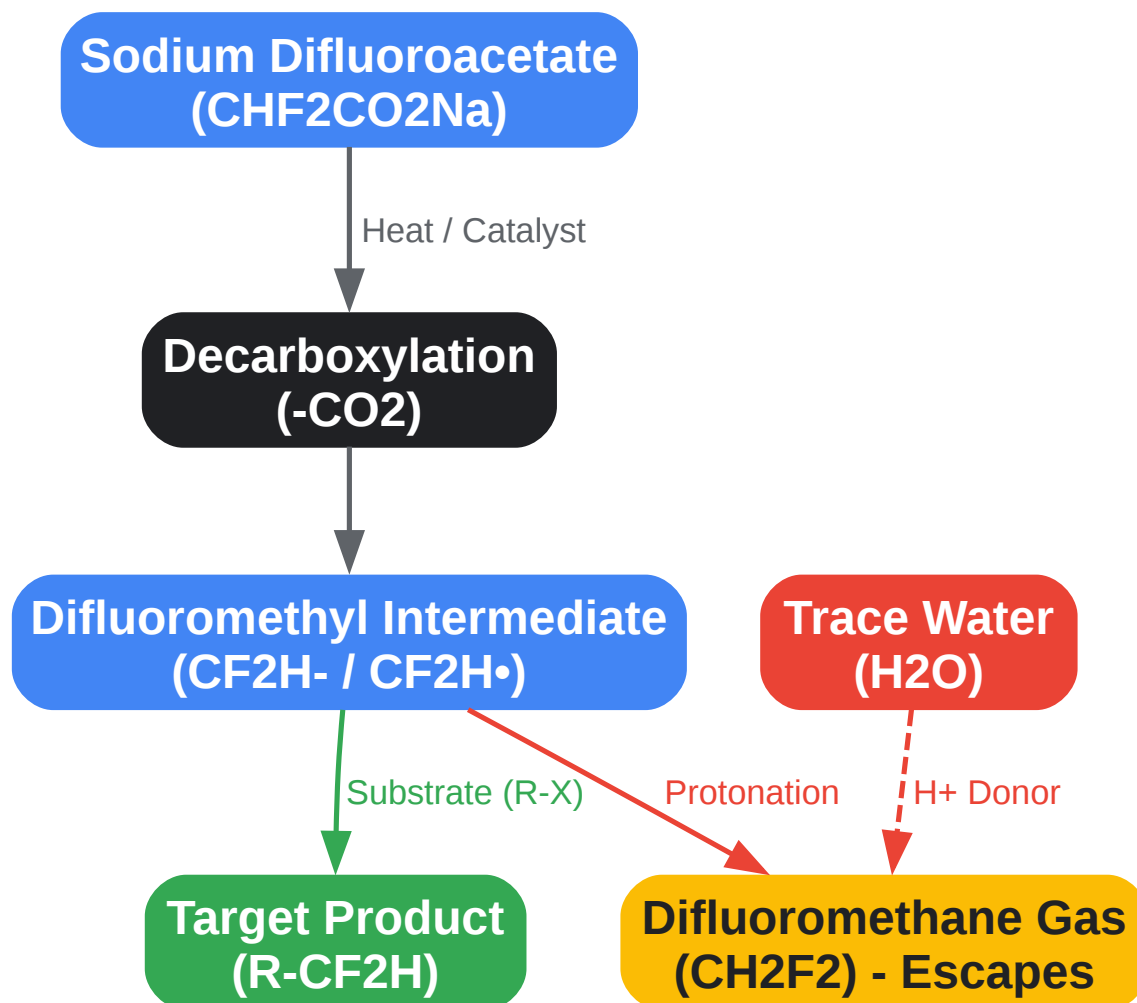 Sodium Difluoroacetate
(CHF2CO2Na)
Heat / Catalyst
Decarboxylation
(-CO2)
Difluoromethyl Intermediate
(CF2H- / CF2H•)
Trace Water
(H2O)
Substrate (R-X)
Protonation
H+ Donor
Target Product
(R-CF2H)
Difluoromethane Gas
(CH2F2) - Escapes